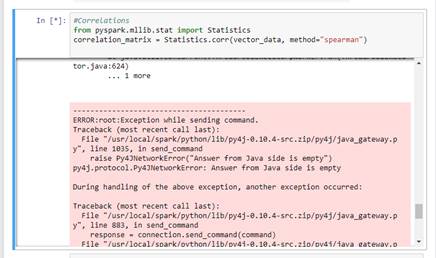 In [*]: #Correlations
from pyspark.mllib.stat import Statistics
correlation_matrix = Statistics.corr(vector_data, method="spearman")
tor.java:624)
... 1 more
----------------------------------------
ERROR:root:Exception while sending command.
Traceback (most recent call last):
File "/usr/local/spark/python/lib/py4j-0.10.4-src.zip/py4j/java_gateway.p
y", line 1035, in send_command
raise Py4JNetworkError("Answer from Java side is empty")
py4j.protocol.Py4JNetworkError: Answer from Java side is empty
During handling of the above exception, another exception occurred:
Traceback (most recent call last):
File "/usr/local/spark/python/lib/py4j-0.10.4-src.zip/py4j/java_gateway.p
y", line 883, in send_command
response = connection.send_command(command)
File "/usr/local/spark/python/lib/py4j-0.10.4-src.zip/py4j/java_gateway.p